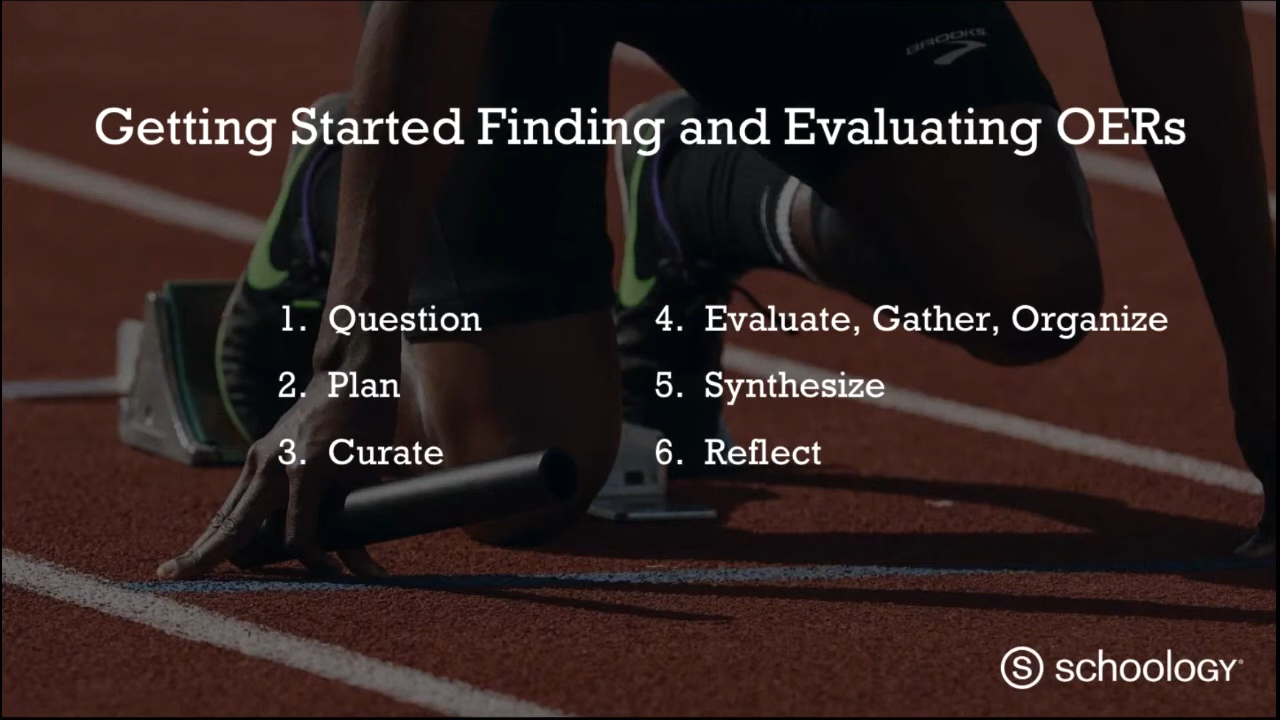 BROOKS
Getting Started Finding and Evaluating OERs
1. Question
2. Plan
3. Curate
4. Evaluate, Gather, Organize
5. Synthesize
6. Reflect
S schoology